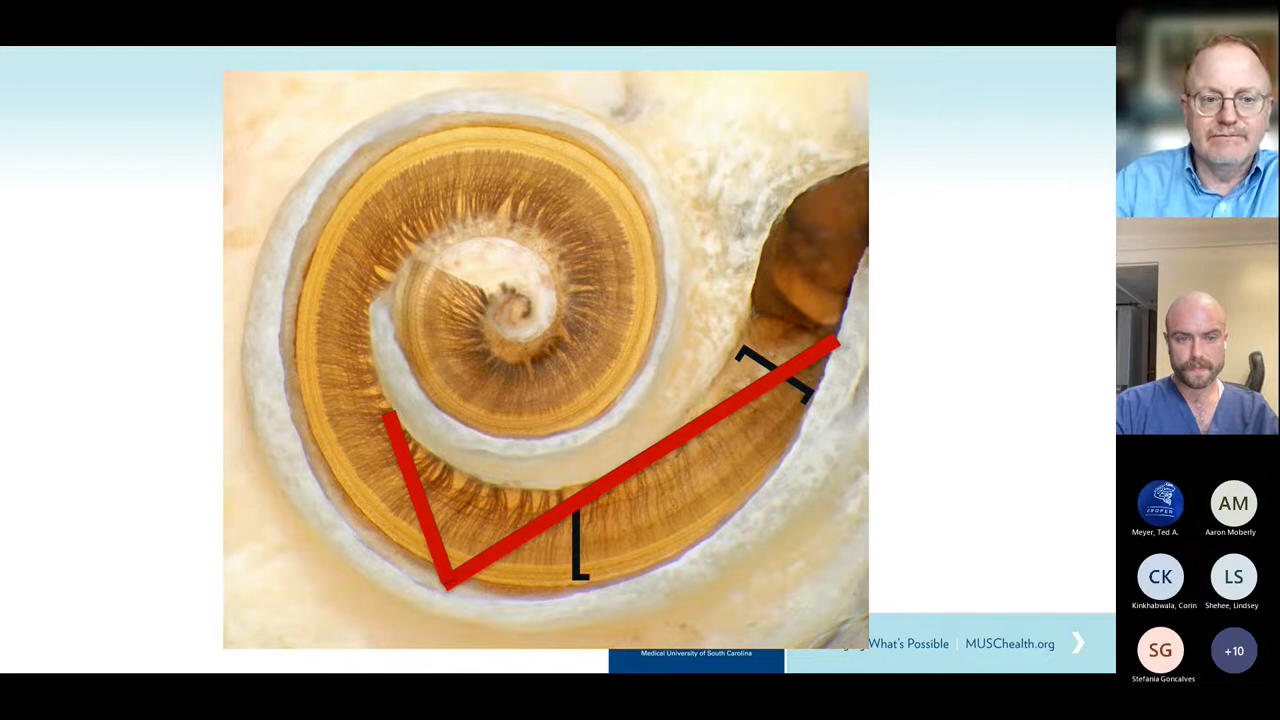 What's Possible | MUSChealth.org
Medical University of South Carolina
PROPER
Meyer, Ted A.
AM
Aaron Moberly
CK
Kinkhabwala, Corin
LS
Shehee, Lindsey
SG
Stefania Goncalves
+10